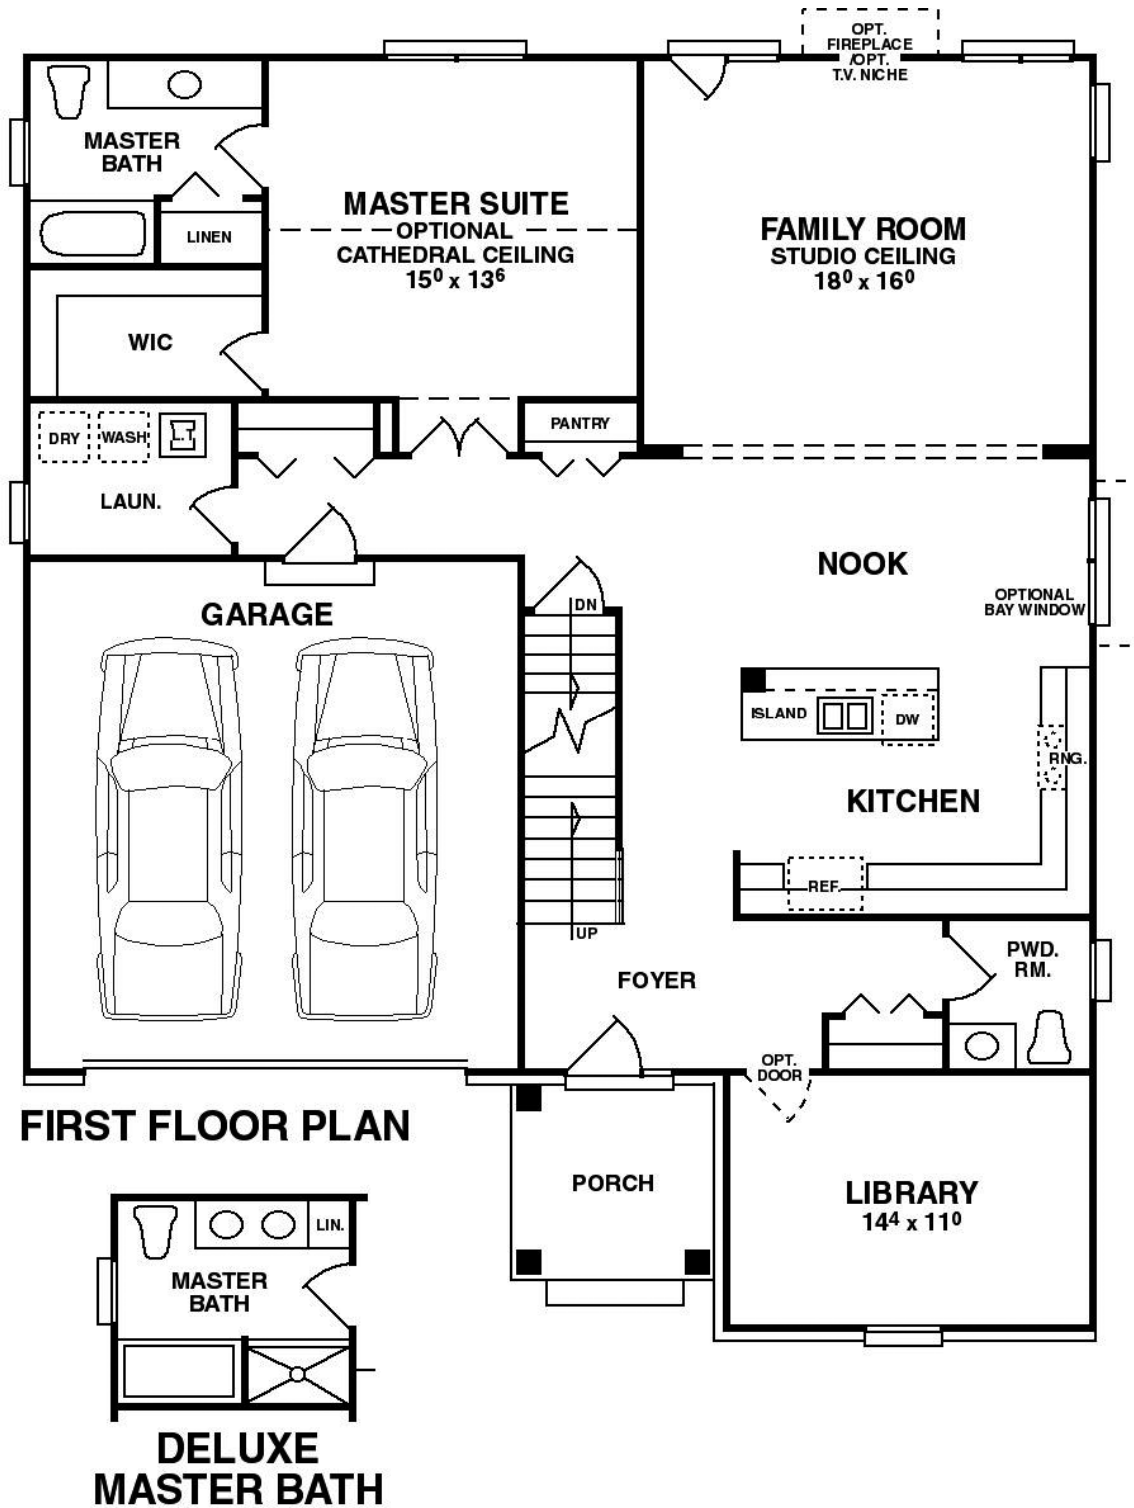 OPT.
FIREPLACE
/OPT.
T.V. NICHE
MASTER
BATH
LINEN
MASTER SUITE
OPTIONAL
CATHEDRAL CEILING
15⁰ x 13⁶
FAMILY ROOM
STUDIO CEILING
18⁰ x 16⁰
WIC
DRY
WASH
L.T
PANTRY
LAUN.
NOOK
OPTIONAL
BAY WINDOW
GARAGE
DN
ISLAND
DW
RNG.
KITCHEN
REF.
UP
FOYER
PWD.
RM.
OPT.
DOOR
FIRST FLOOR PLAN
PORCH
LIBRARY
14⁴ x 11⁰
LIN.
MASTER
BATH
DELUXE
MASTER BATH